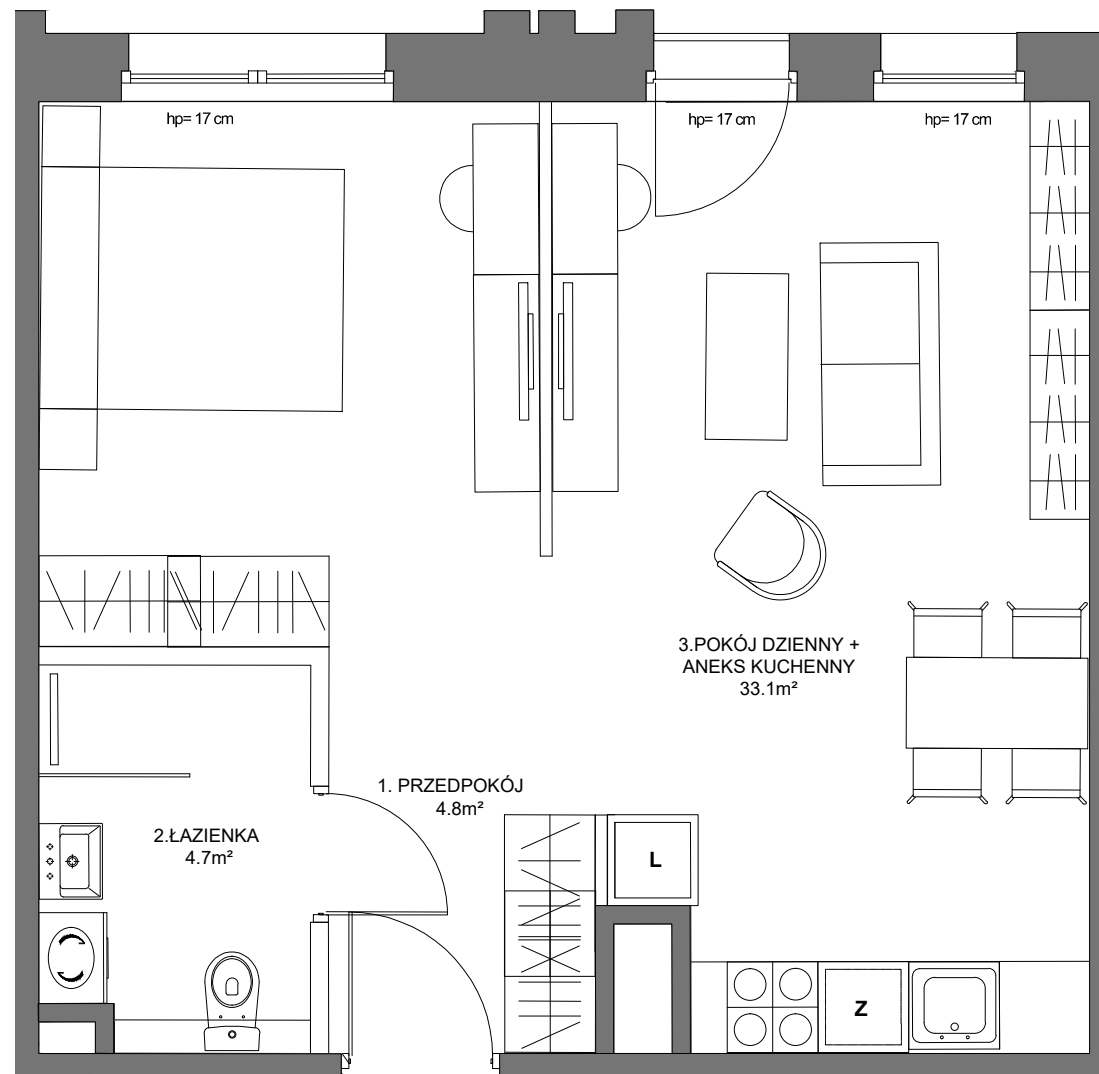 hp= 17 cm
hp= 17 cm
hp= 17 cm
3.POKÓJ DZIENNY +
ANEKS KUCHENNY
33.1m²
1. PRZEDPOKÓJ
4.8m²
2.ŁAZIENKA
4.7m²
L
Z